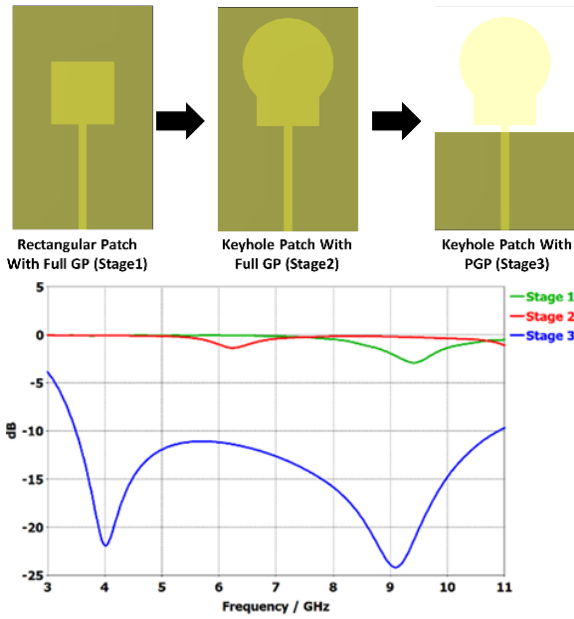 Rectangular Patch
With Full GP (Stage1)
Keyhole Patch With
Full GP (Stage2)
Keyhole Patch With
PGP (Stage3)
5
0
-5
-10
-15
-20
-25
dB
3
4
5
6
7
8
9
10
11
Frequency / GHz
Stage 1
Stage 2
Stage 3